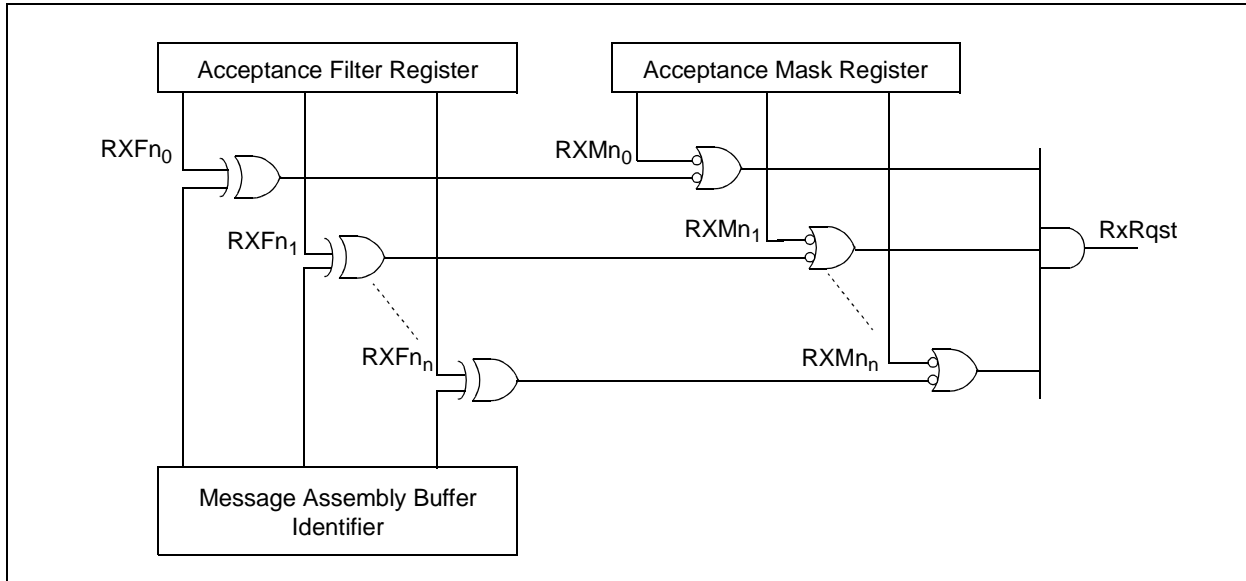 Acceptance Filter Register
Acceptance Mask Register
RXFn0
RXMn0
RXFn1
RXMn1
RxRqst
RXFnn
RXMnn
Message Assembly Buffer
Identifier